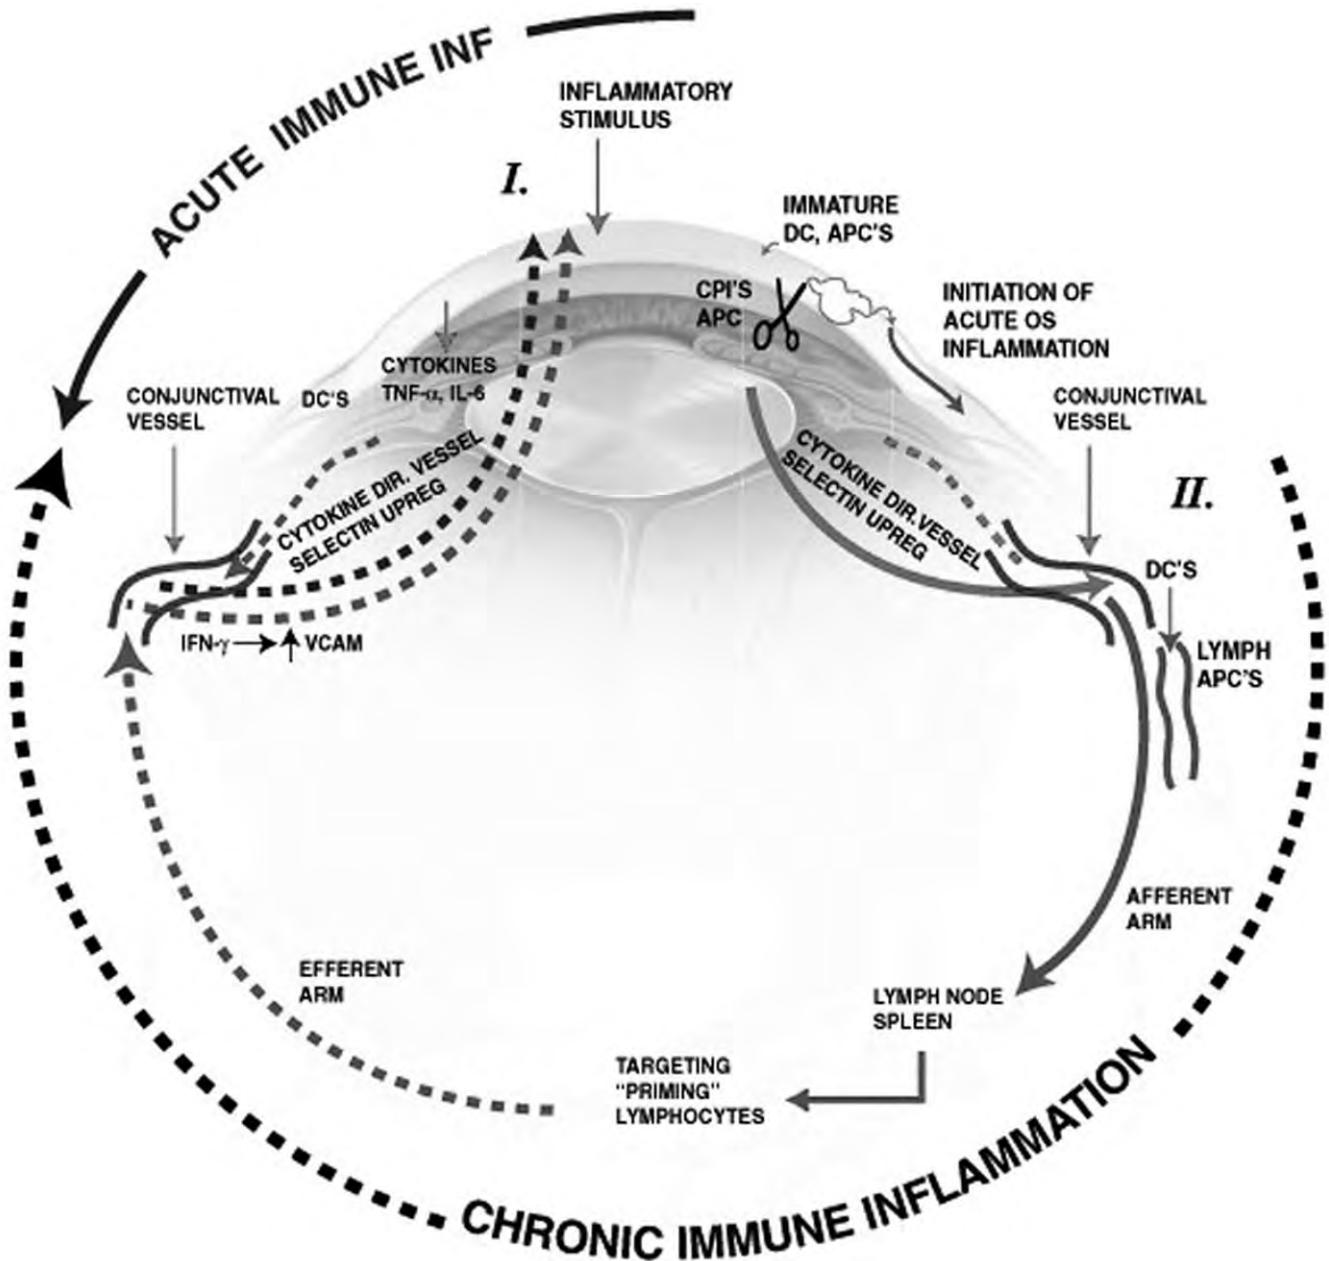 ACUTE IMMUNE INF
INFLAMMATORY
STIMULUS
I.
IMMATURE
DC, APC'S
CPI'S
APC
INITIATION OF
ACUTE OS
INFLAMMATION
CYTOKINES
TNF-α, IL-6
DC'S
CONJUNCTIVAL
VESSEL
CONJUNCTIVAL
VESSEL
CYTOKINE DIR. VESSEL
SELECTIN UPREG
CYTOKINE DIR. VESSEL
SELECTIN UPREG
II.
DC'S
IFN-γ VCAM
LYMPH
APC'S
AFFERENT
ARM
EFFERENT
ARM
LYMPH NODE
SPLEEN
TARGETING
"PRIMING"
LYMPHOCYTES
CHRONIC IMMUNE INFLAMMATION